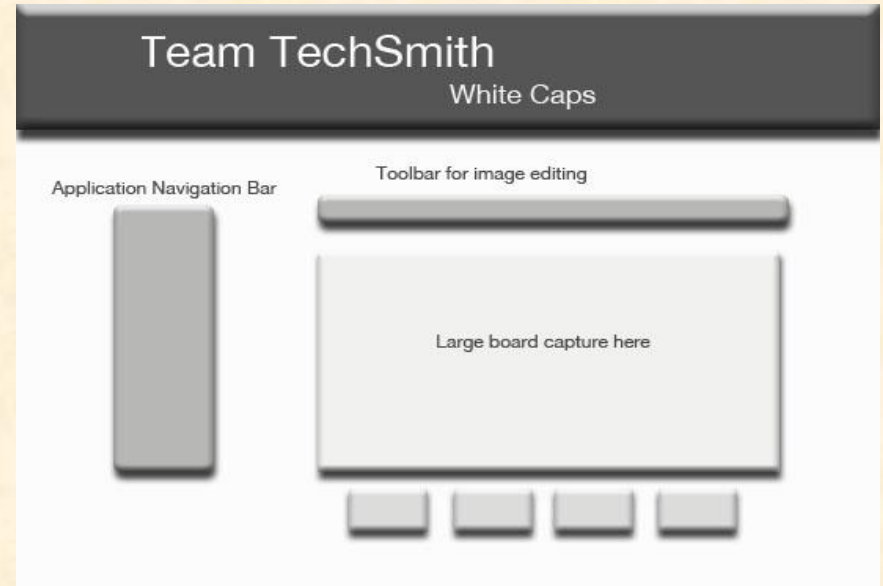 Team TechSmith
White Caps
Application Navigation Bar
Toolbar for image editing
Large board capture here